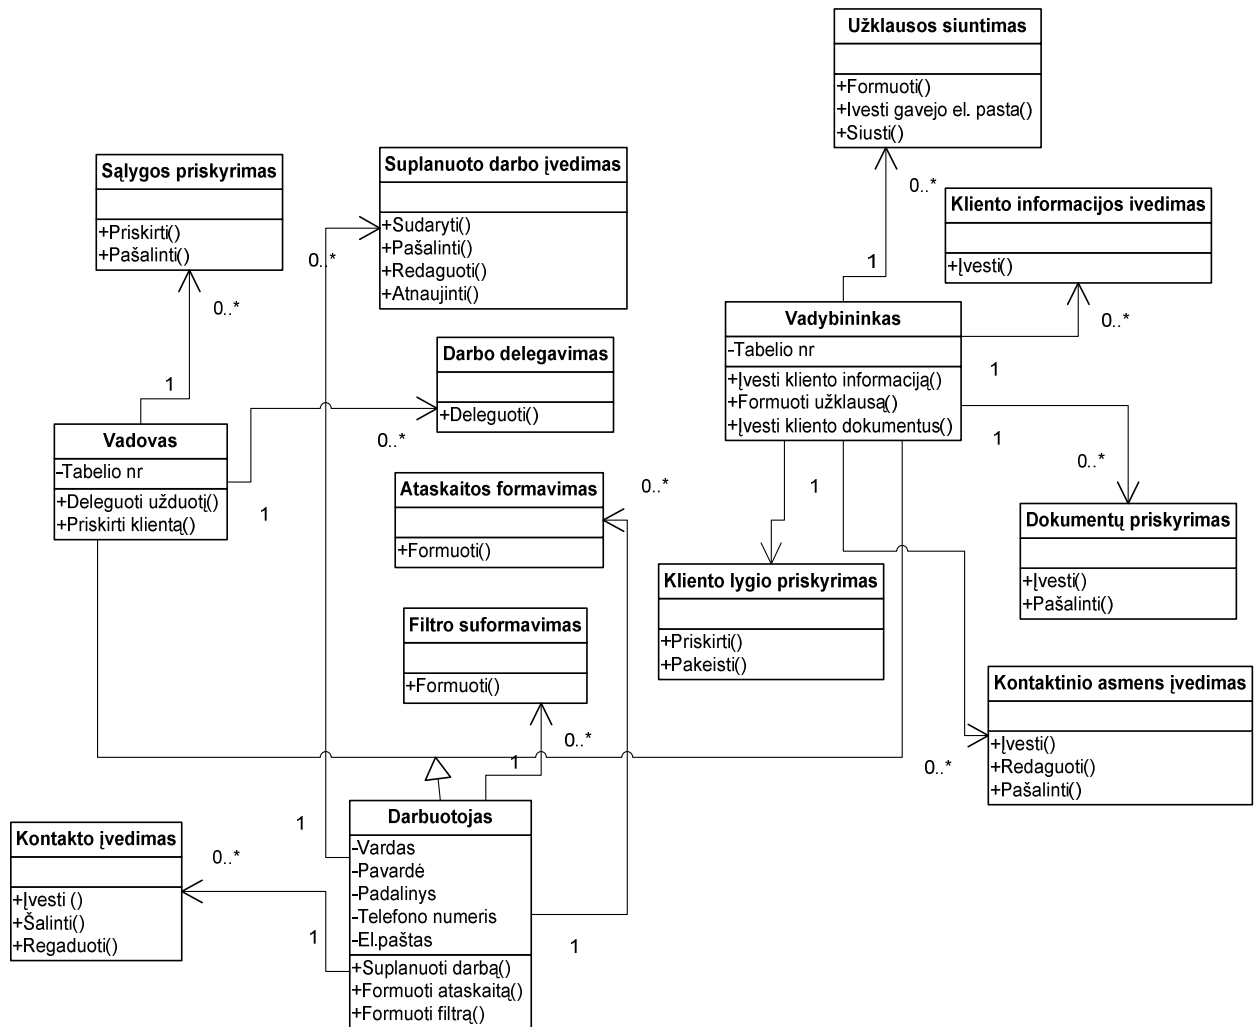 Užklausos siuntimas
+Formuoti()
+Ivesti gavejo el. pasta()
+Siusti()
0..*
1
Sąlygos priskyrimas
+Priskirti()
+Pašalinti()
0..*
1
Suplanuoto darbo įvedimas
+Sudaryti()
+Pašalinti()
+Redaguoti()
+Atnaujinti()
0..*
Kliento informacijos ivedimas
+Įvesti()
0..*
1
Vadybininkas
-Tabelio nr
+Įvesti kliento informaciją()
+Formuoti užklausą()
+Įvesti kliento dokumentus()
Darbo delegavimas
+Deleguoti()
0..*
1
Vadovas
-Tabelio nr
+Deleguoti užduotį()
+Priskirti klientą()
1
0..*
Ataskaitos formavimas
+Formuoti()
0..*
1
Dokumentų priskyrimas
+Įvesti()
+Pašalinti()
Kliento lygio priskyrimas
+Priskirti()
+Pakeisti()
Filtro suformavimas
+Formuoti()
0..*
1
Kontaktinio asmens įvedimas
+Įvesti()
+Redaguoti()
+Pašalinti()
0..*
1
Darbuotojas
-Vardas
-Pavardė
-Padalinys
-Telefono numeris
-El.paštas
+Suplanuoti darbą()
+Formuoti ataskaitą()
+Formuoti filtrą()
1
Kontakto įvedimas
+Įvesti ()
+Šalinti()
+Regaduoti()
0..*
1